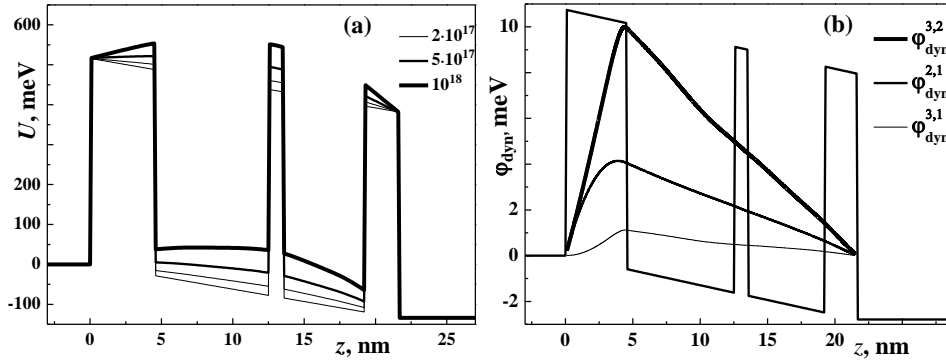 (a)
2·10^17
5·10^17
10^18
U, meV
600
200
100
0
-100
0 5 10 15 20 25
z, nm
(b)
φ_dyn^3,2
φ_dyn^2,1
φ_dyn^3,1
φ_dyn, meV
10
2
0
-2
0 5 10 15 20
z, nm